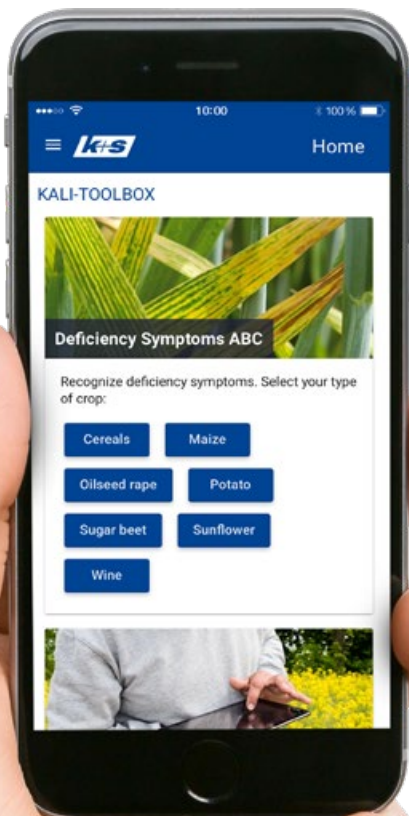 10:00
100 %
K+S
Home
KALI-TOOLBOX
Deficiency Symptoms ABC
Recognize deficiency symptoms. Select your type
of crop:
Cereals Maize
Oilseed rape Potato
Sugar beet Sunflower
Wine